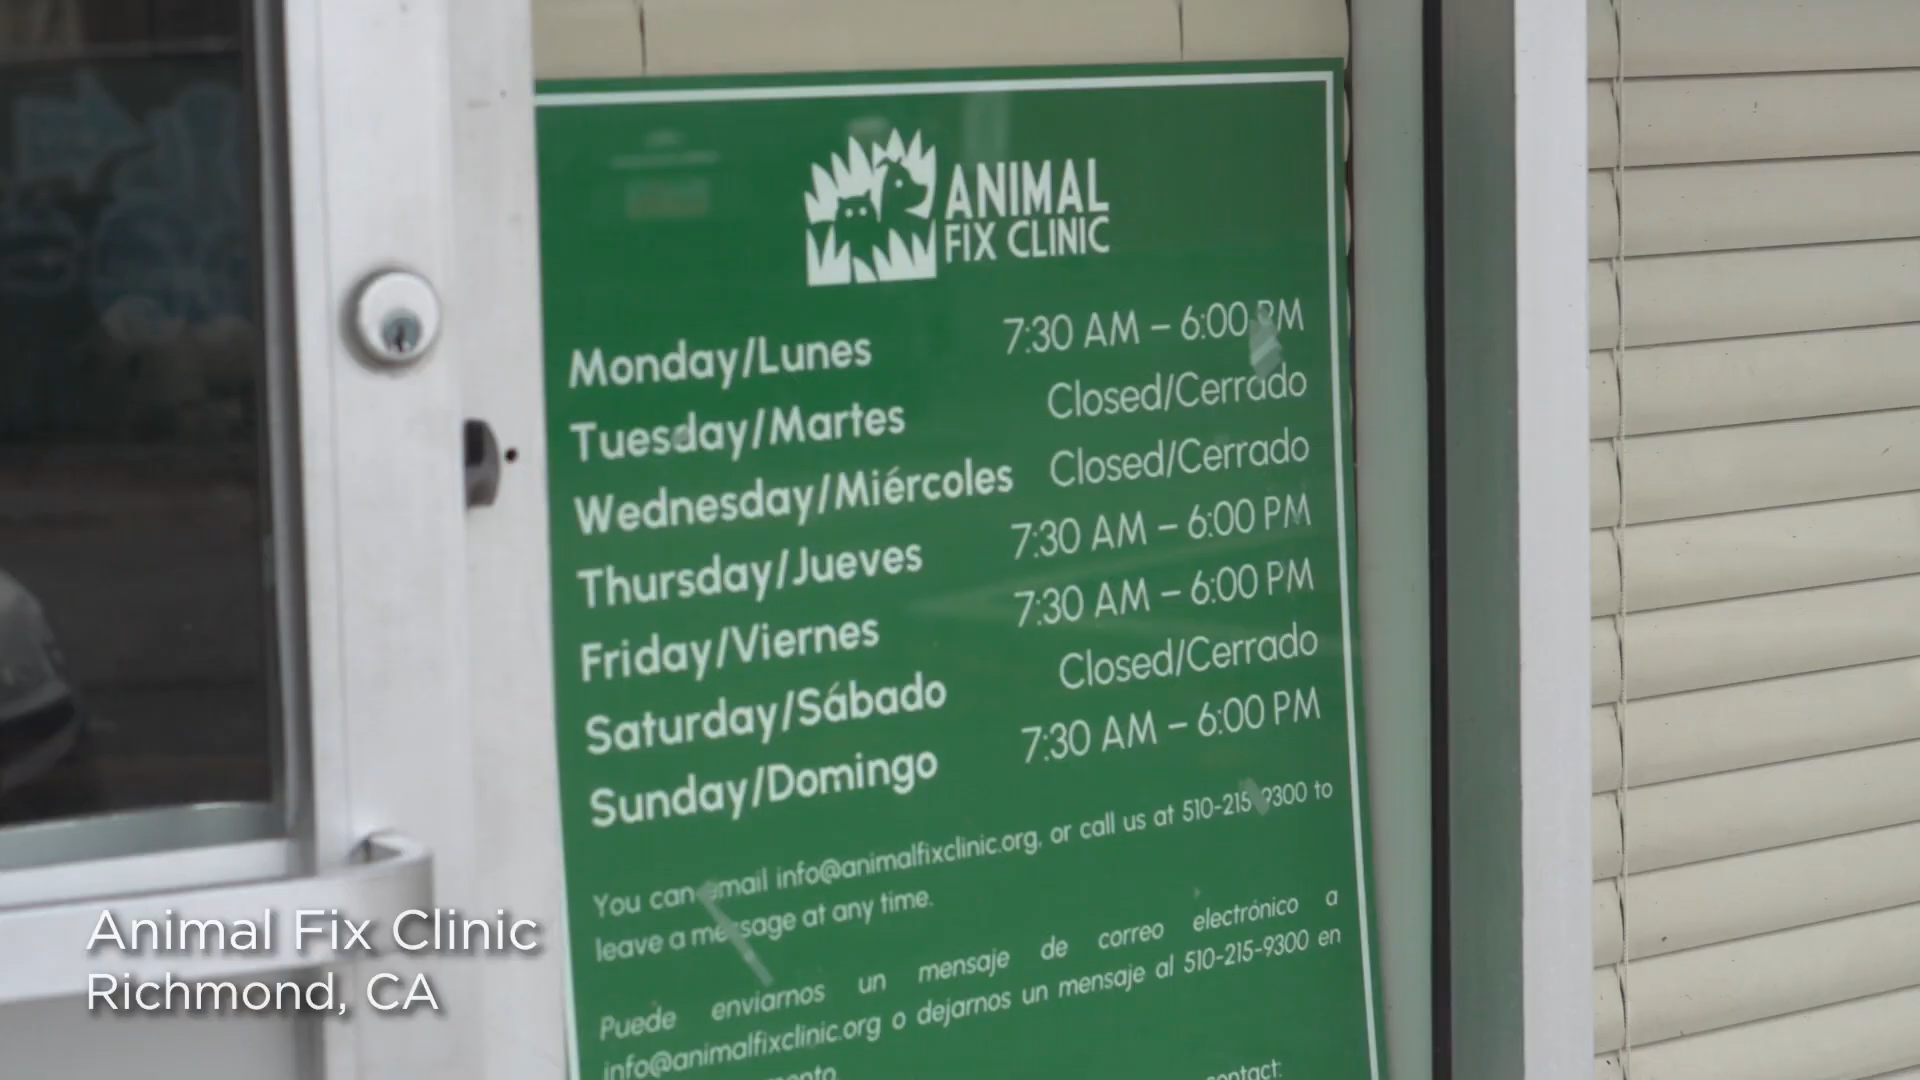 ANIMAL
FIX CLINIC
Monday/Lunes 7:30 AM – 6:00 PM
Tuesday/Martes Closed/Cerrado
Wednesday/Miércoles Closed/Cerrado
Thursday/Jueves 7:30 AM – 6:00 PM
Friday/Viernes 7:30 AM – 6:00 PM
Saturday/Sábado Closed/Cerrado
Sunday/Domingo 7:30 AM – 6:00 PM
You can email info@animalfixclinic.org, or call us at 510-215-9300 to
leave a message at any time.
Puede enviarnos un mensaje de correo electrónico a
info@animalfixclinic.org o dejarnos un mensaje al 510-215-9300 en
contact:
Animal Fix Clinic
Richmond, CA